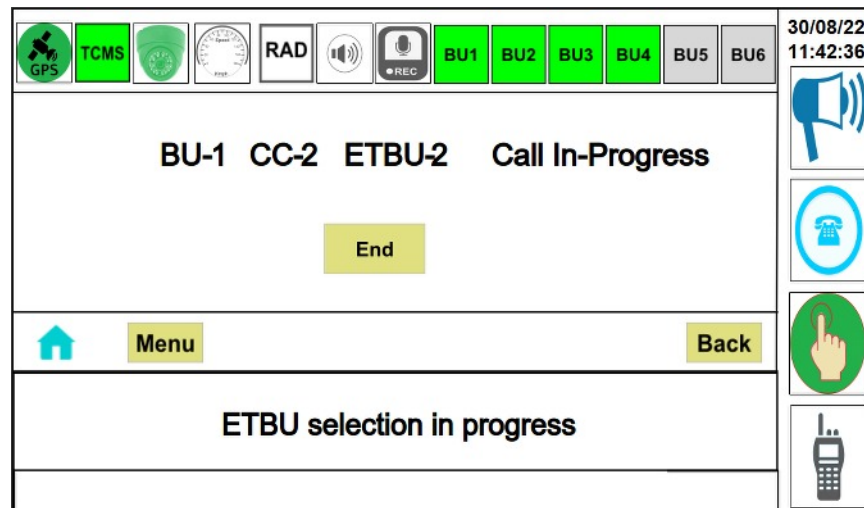 GPS TCMS RAD REC BU1 BU2 BU3 BU4 BU5 BU6
30/08/22
11:42:36
BU-1 CC-2 ETBU-2 Call In-Progress
End
Menu Back
ETBU selection in progress